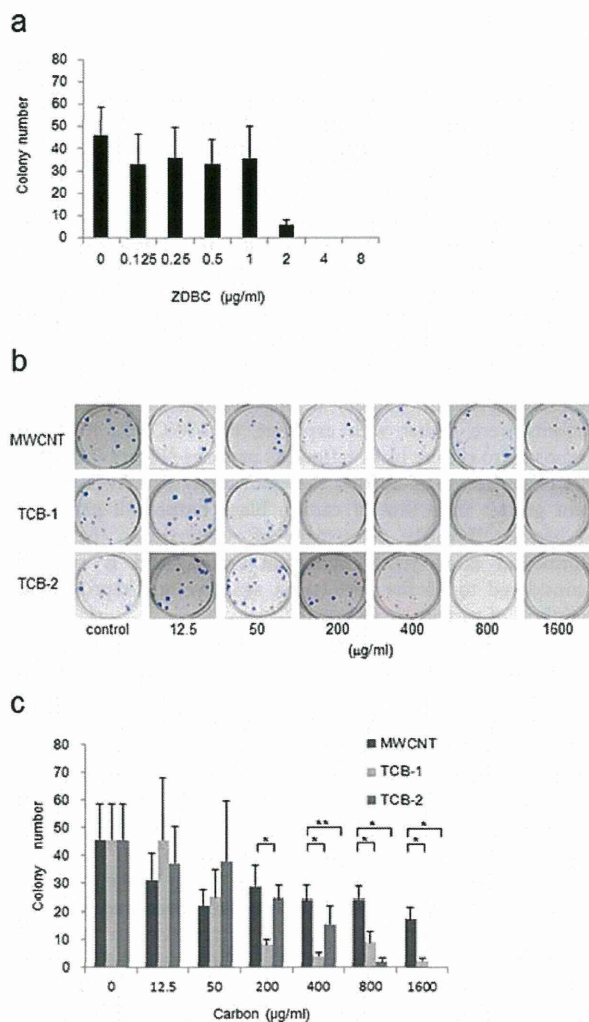 a
80
70
60
50
40
30
20
10
0
Colony number
0 0.125 0.25 0.5 1 2 4 8
ZDBC (µg/ml)
b
MWCNT
TCB-1
TCB-2
control 12.5 50 200 400 800 1600
(µg/ml)
c
80
70
60
50
40
30
20
10
0
Colony number
MWCNT
TCB-1
TCB-2
* ** * * * * *
0 12.5 50 200 400 800 1600
Carbon (µg/ml)